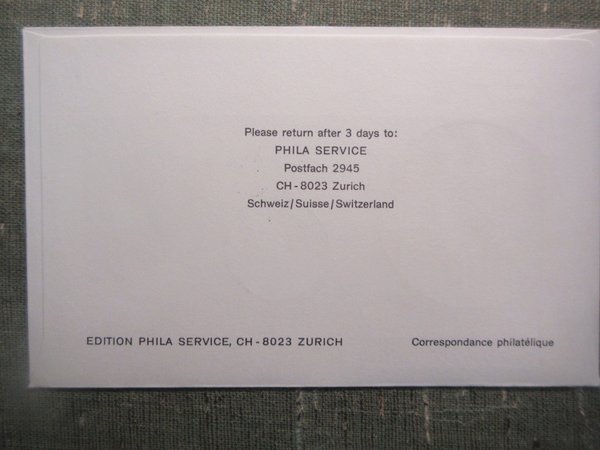 Please return after 3 days to:
PHILA SERVICE
Postfach 2945
CH-8023 Zurich
Schweiz/Suisse/Switzerland
EDITION PHILA SERVICE, CH-8023 ZURICH
Correspondance philatélique